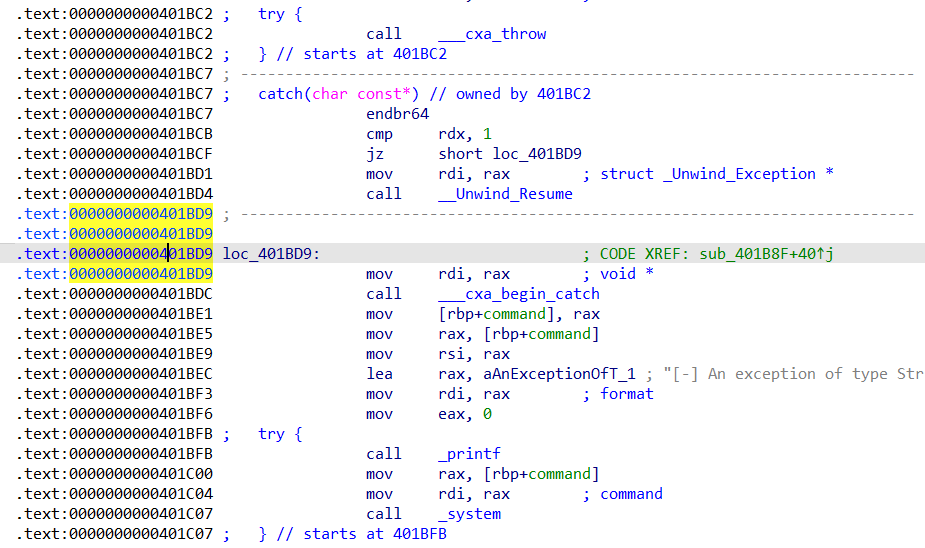 .text:0000000000401BC2 ;   try {
.text:0000000000401BC2                 call    ___cxa_throw
.text:0000000000401BC2 ;   } // starts at 401BC2
.text:0000000000401BC7 ; ---------------------------------------------------------------------------
.text:0000000000401BC7 ;   catch(char const*) // owned by 401BC2
.text:0000000000401BC7                 endbr64
.text:0000000000401BCB                 cmp     rdx, 1
.text:0000000000401BCF                 jz      short loc_401BD9
.text:0000000000401BD1                 mov     rdi, rax        ; struct _Unwind_Exception *
.text:0000000000401BD4                 call    __Unwind_Resume
.text:0000000000401BD9 ; ---------------------------------------------------------------------------
.text:0000000000401BD9
.text:0000000000401BD9 loc_401BD9:                             ; CODE XREF: sub_401B8F+40↑j
.text:0000000000401BD9                 mov     rdi, rax        ; void *
.text:0000000000401BDC                 call    ___cxa_begin_catch
.text:0000000000401BE1                 mov     [rbp+command], rax
.text:0000000000401BE5                 mov     rax, [rbp+command]
.text:0000000000401BE9                 mov     rsi, rax
.text:0000000000401BEC                 lea     rax, aAnExceptionOfT_1 ; "[-] An exception of type Str
.text:0000000000401BF3                 mov     rdi, rax        ; format
.text:0000000000401BF6                 mov     eax, 0
.text:0000000000401BFB ;   try {
.text:0000000000401BFB                 call    _printf
.text:0000000000401C00                 mov     rax, [rbp+command]
.text:0000000000401C04                 mov     rdi, rax        ; command
.text:0000000000401C07                 call    _system
.text:0000000000401C07 ;   } // starts at 401BFB